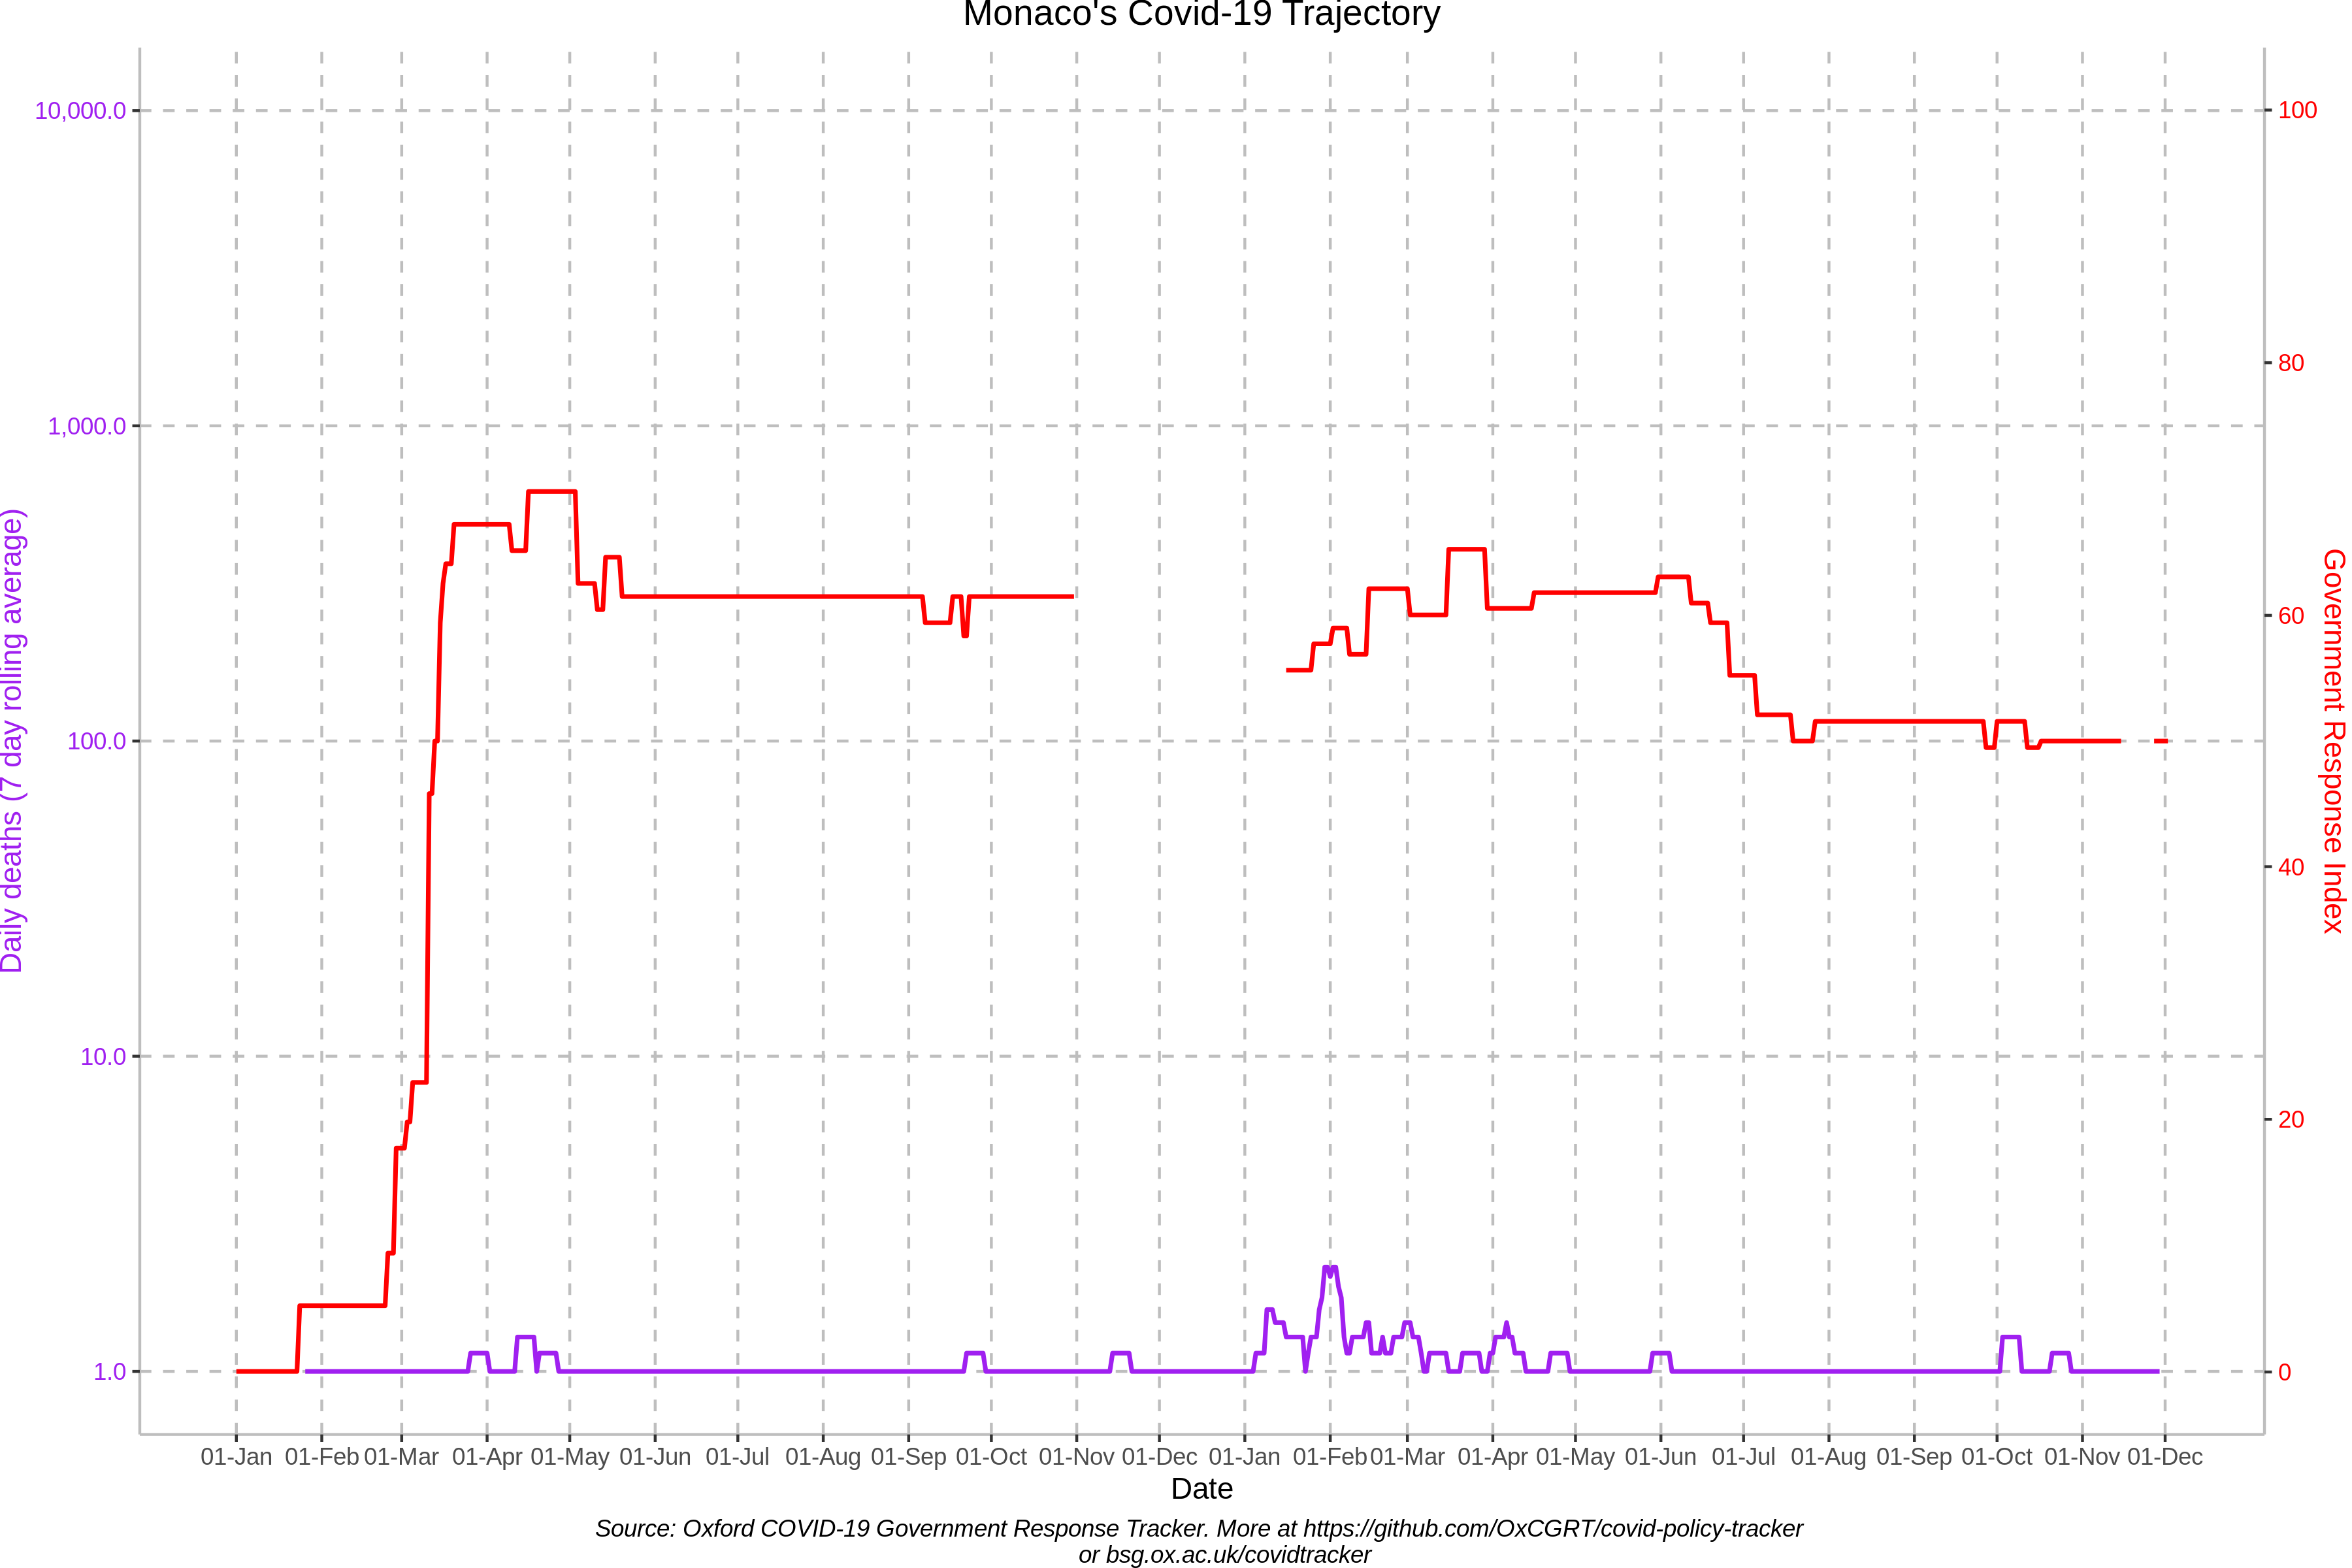 Monaco's Covid-19 Trajectory
10,000.0
1,000.0
100.0
10.0
1.0
Daily deaths (7 day rolling average)
100
80
60
40
20
0
Government Response Index
01-Jan 01-Feb 01-Mar 01-Apr 01-May 01-Jun 01-Jul 01-Aug 01-Sep 01-Oct 01-Nov 01-Dec 01-Jan 01-Feb 01-Mar 01-Apr 01-May 01-Jun 01-Jul 01-Aug 01-Sep 01-Oct 01-Nov 01-Dec
Date
Source: Oxford COVID-19 Government Response Tracker. More at https://github.com/OxCGRT/covid-policy-tracker
or bsg.ox.ac.uk/covidtracker